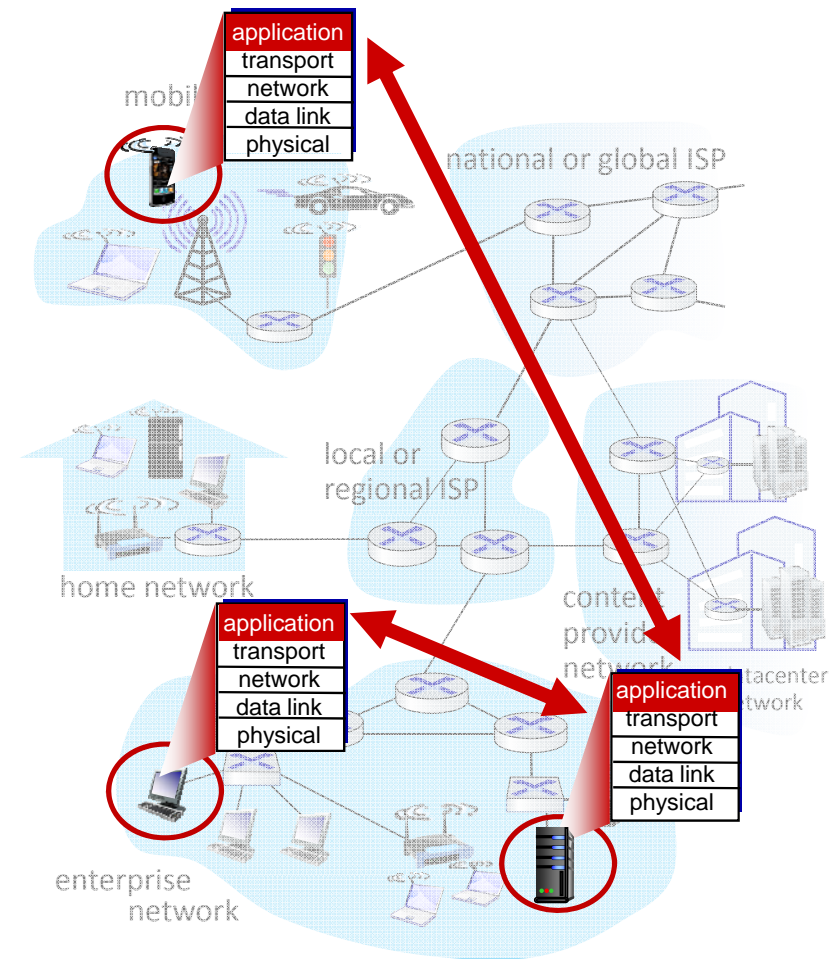 application
transport
network
data link
physical
mobil
national or global ISP
local or
regional ISP
home network
content
provide
network
tacenter
twork
application
transport
network
data link
physical
application
transport
network
data link
physical
enterprise
network